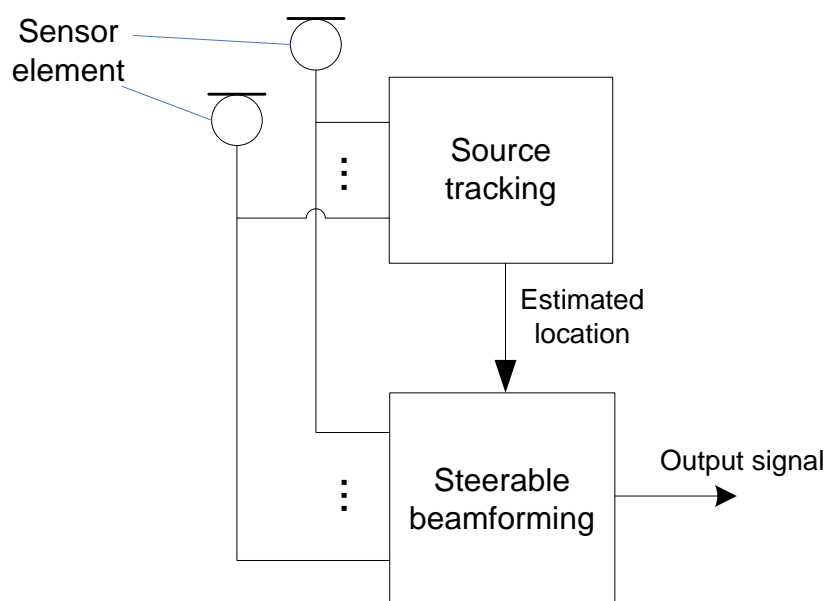 Sensor
element
Source
tracking
Estimated
location
Steerable
beamforming
Output signal